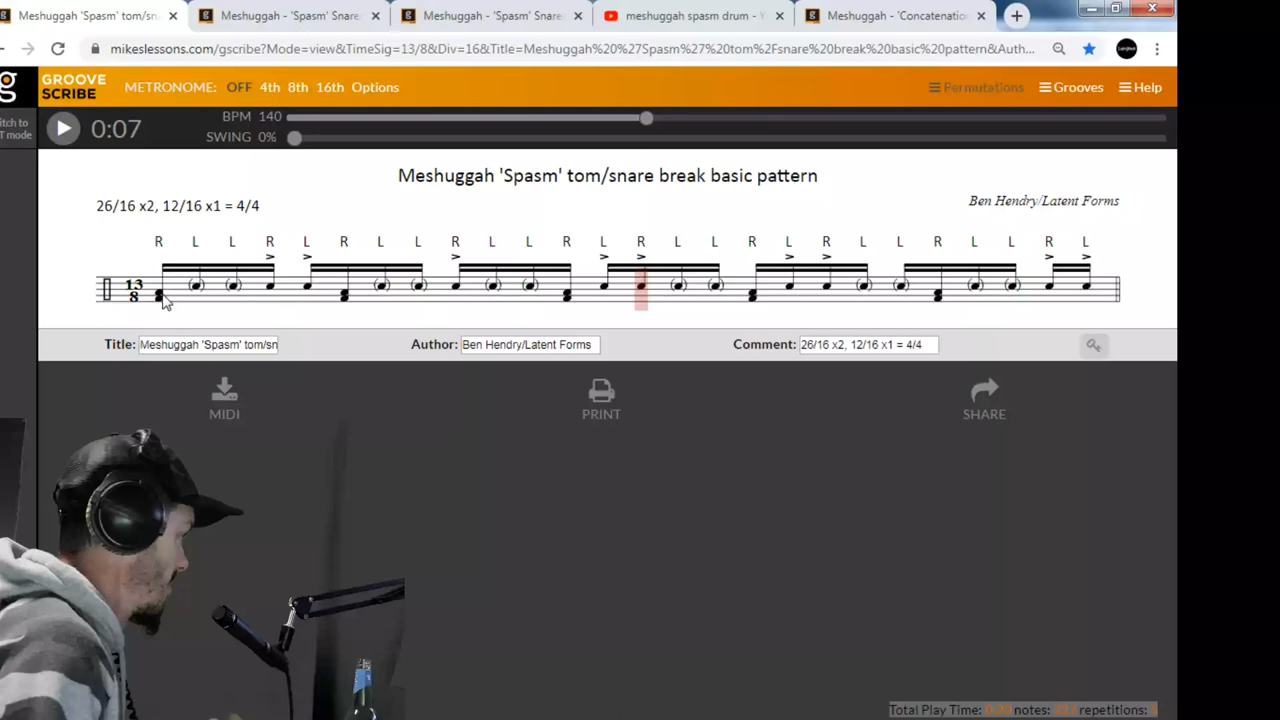 Meshuggah 'Spasm' tom/sn
Meshuggah - 'Spasm' Snare
Meshuggah - 'Spasm' Snare
meshuggah spasm drum - Y
Meshuggah - 'Concatenation
mikeslessons.com/gscribe?Mode=view&TimeSig=13/8&Div=16&Title=Meshuggah%20%27Spasm%27%20tom%2Fsnare%20break%20basic%20pattern&Auth...
g
GROOVE
SCRIBE
METRONOME: OFF 4th 8th 16th Options
Permutations Grooves Help
itch to
T mode
0:07
BPM 140
SWING 0%
Meshuggah 'Spasm' tom/snare break basic pattern
26/16 x2, 12/16 x1 = 4/4
Ben Hendry/Latent Forms
R L L R L R L L R L L R L R L L R L R L L R L L R L
13
8
Title: Meshuggah 'Spasm' tom/sn
Author: Ben Hendry/Latent Forms
Comment: 26/16 x2, 12/16 x1 = 4/4
MIDI
PRINT
SHARE
Total Play Time: notes: repetitions: